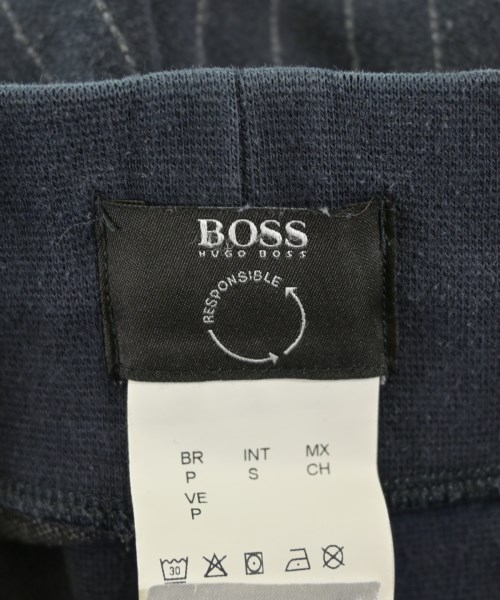 BOSS
HUGO BOSS
RESPONSIBLE
BR INT MX
P S CH
VE
P
30